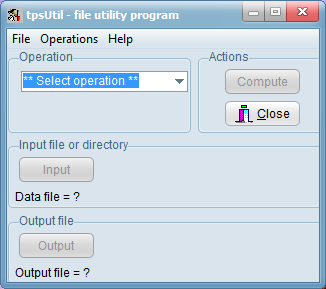 tpsUtil - file utility program
File Operations Help
Operation
** Select operation **
Actions
Compute
Close
Input file or directory
Input
Data file = ?
Output file
Output
Output file = ?